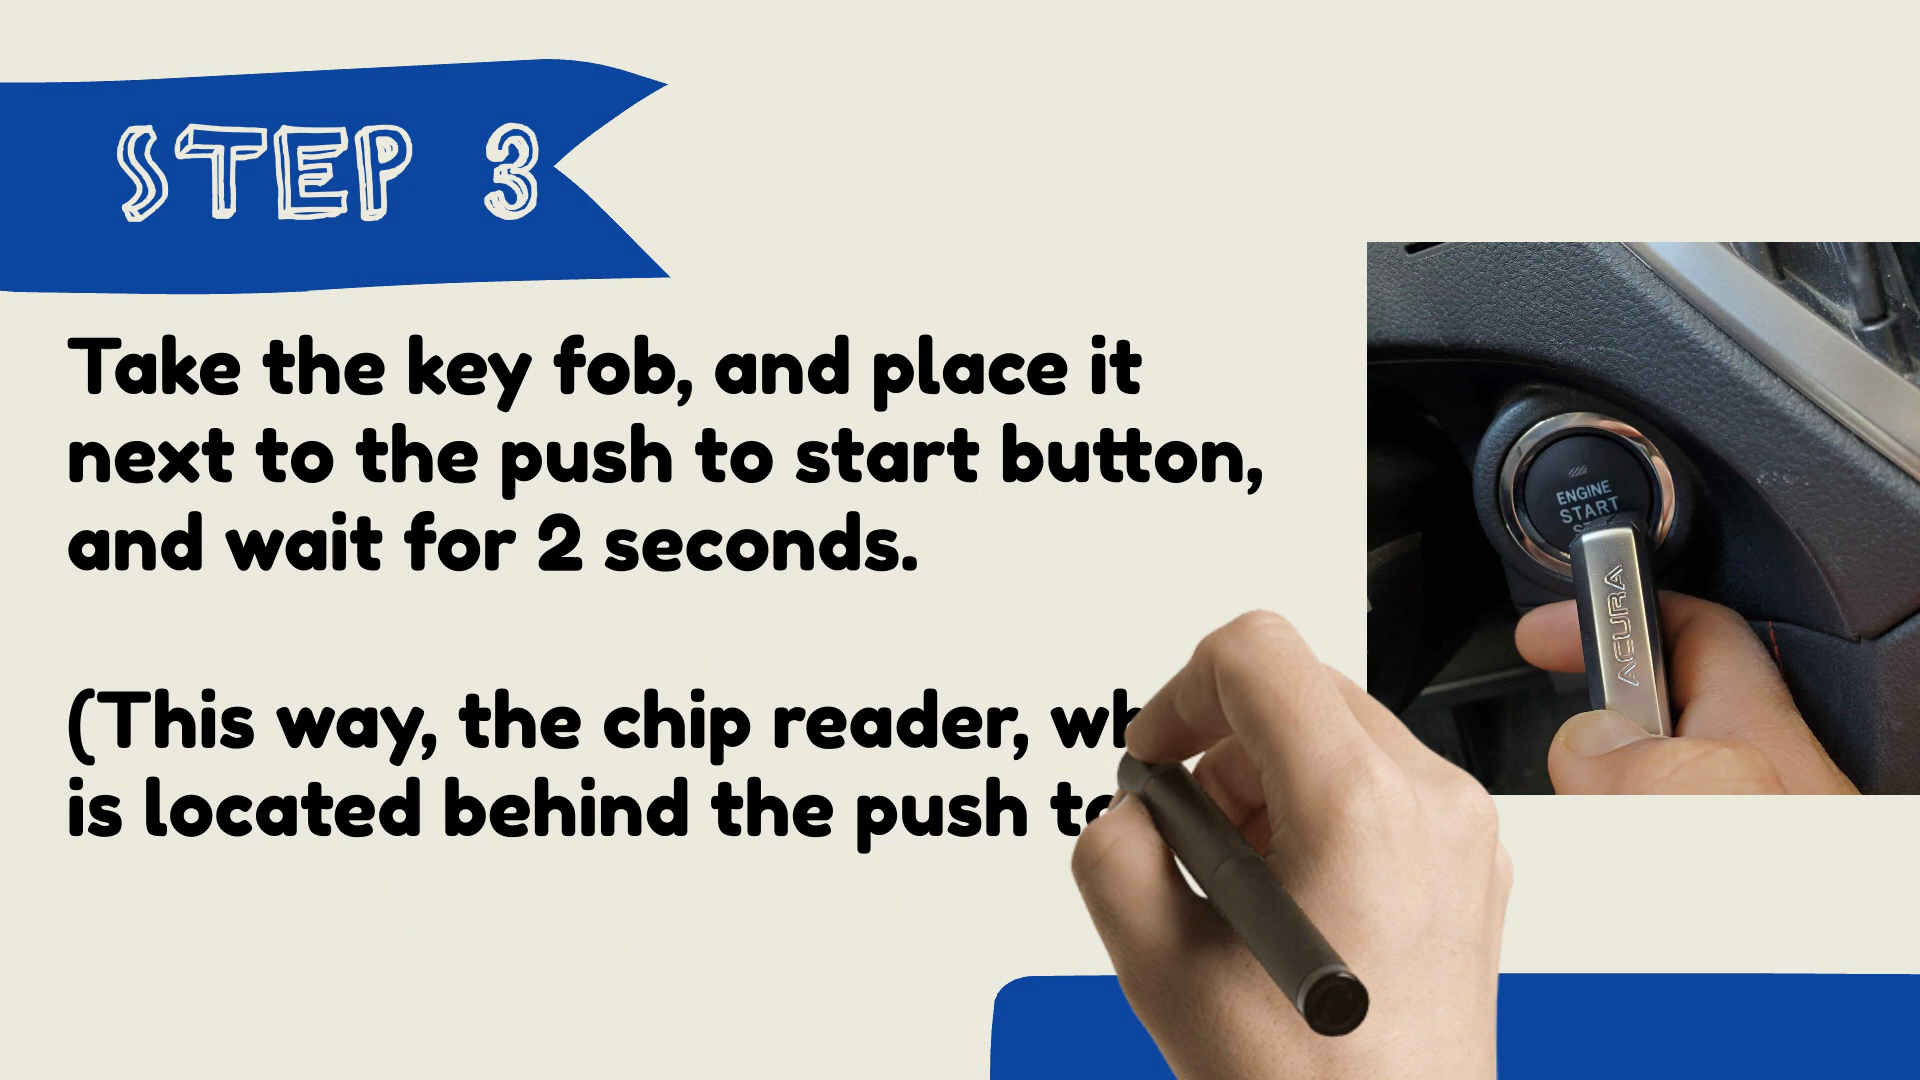 STEP 3
Take the key fob, and place it
next to the push to start button,
and wait for 2 seconds.
(This way, the chip reader,
is located behind the push
ENGINE
START
ACURA